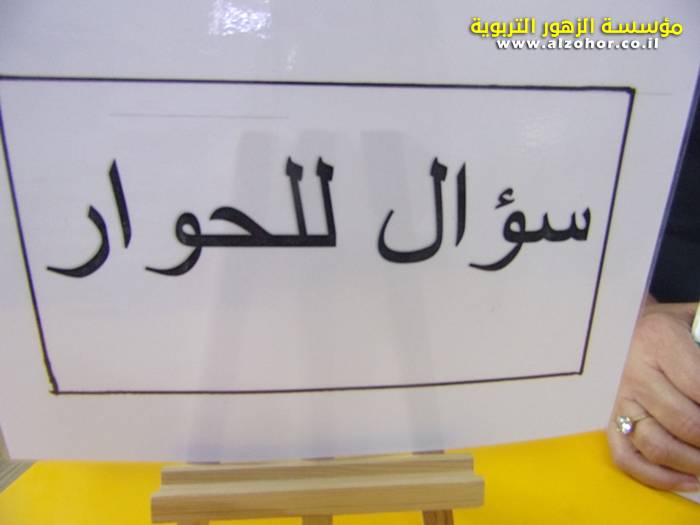 مؤسسة الزهور التربوية
www.alzohor.co.il
سؤال للحوار